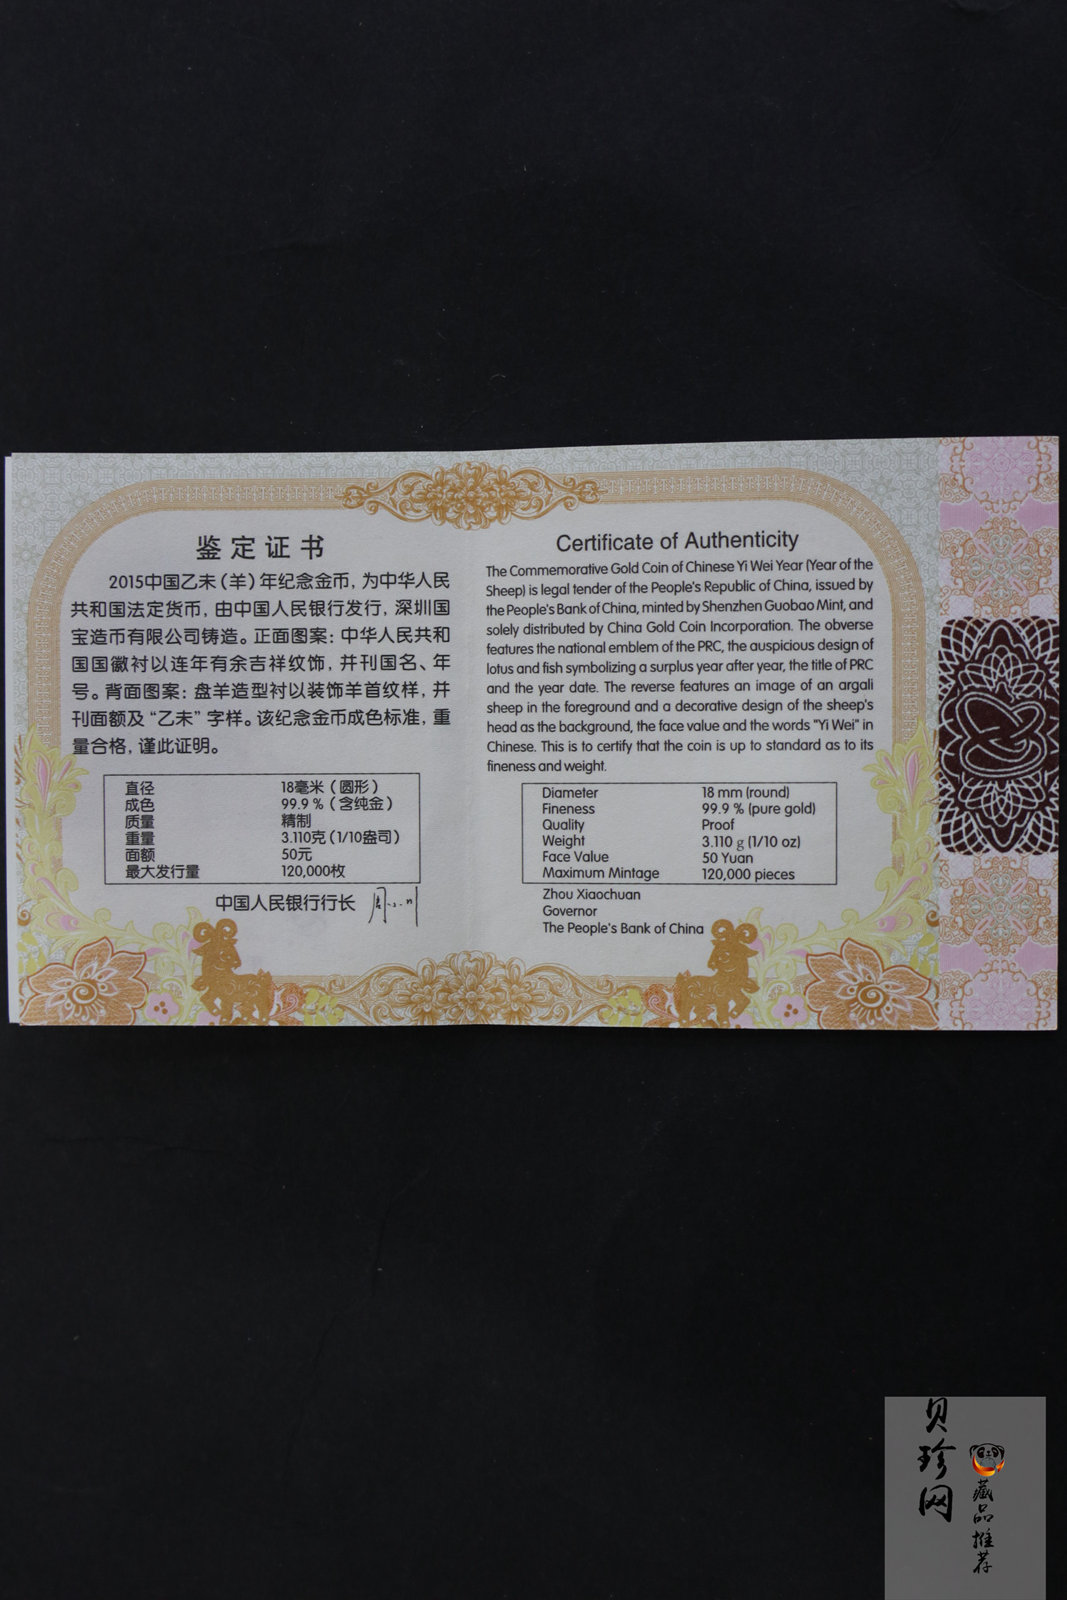 鉴定证书
2015中国乙未（羊）年纪念金币，为中华人民
共和国法定货币，由中国人民银行发行，深圳国
宝造币有限公司铸造。正面图案：中华人民共和
国国徽衬以连年有余吉祥纹饰，并刊国名、年
号。背面图案：盘羊造型衬以装饰羊首纹样，并
刊面额及“乙未”字样。该纪念金币成色标准，重
量合格，谨此证明。
直径 18毫米（圆形）
成色 99.9％（含纯金）
质量 精制
重量 3.110克（1/10盎司）
面额 50元
最大发行量 120,000枚
中国人民银行行长
Certificate of Authenticity
The Commemorative Gold Coin of Chinese Yi Wei Year (Year of the
Sheep) is legal tender of the People's Republic of China, issued by
the People's Bank of China, minted by Shenzhen Guobao Mint, and
solely distributed by China Gold Coin Incorporation. The obverse
features the national emblem of the PRC, the auspicious design of
lotus and fish symbolizing a surplus year after year, the title of PRC
and the year date. The reverse features an image of an argali
sheep in the foreground and a decorative design of the sheep's
head as the background, the face value and the words "Yi Wei" in
Chinese. This is to certify that the coin is up to standard as to its
fineness and weight.
Diameter 18 mm (round)
Fineness 99.9 % (pure gold)
Quality Proof
Weight 3.110 g (1/10 oz)
Face Value 50 Yuan
Maximum Mintage 120,000 pieces
Zhou Xiaochuan
Governor
The People's Bank of China
贝珍网
藏品推荐